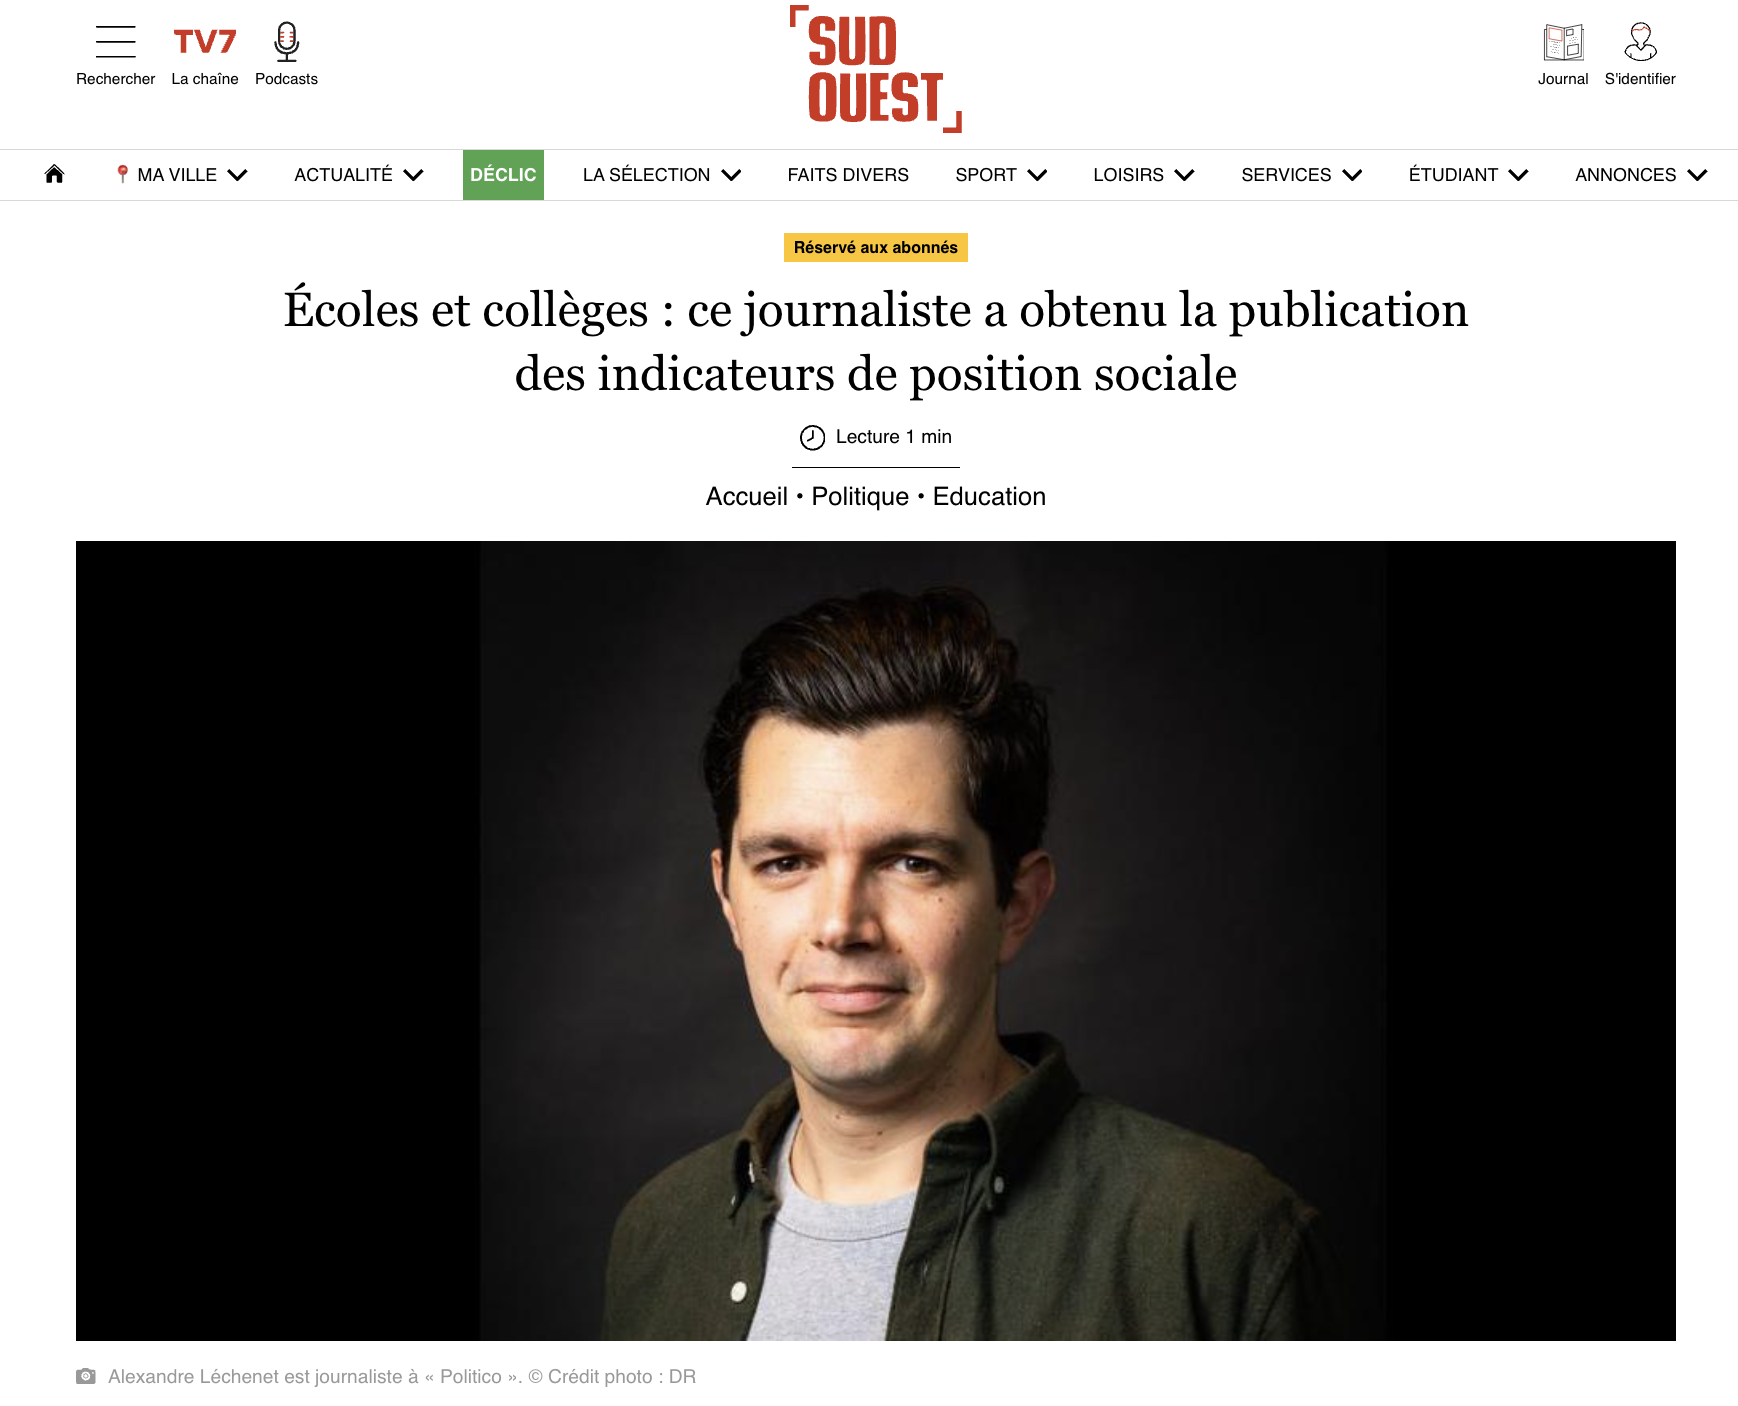 Rechercher
TV7
La chaîne
Podcasts
SUD
OUEST
Journal
S'identifier
MA VILLE
ACTUALITÉ
DÉCLIC
LA SÉLECTION
FAITS DIVERS
SPORT
LOISIRS
SERVICES
ÉTUDIANT
ANNONCES
Réservé aux abonnés
Écoles et collèges : ce journaliste a obtenu la publication
des indicateurs de position sociale
Lecture 1 min
Accueil • Politique • Education
Alexandre Léchenet est journaliste à « Politico ». © Crédit photo : DR